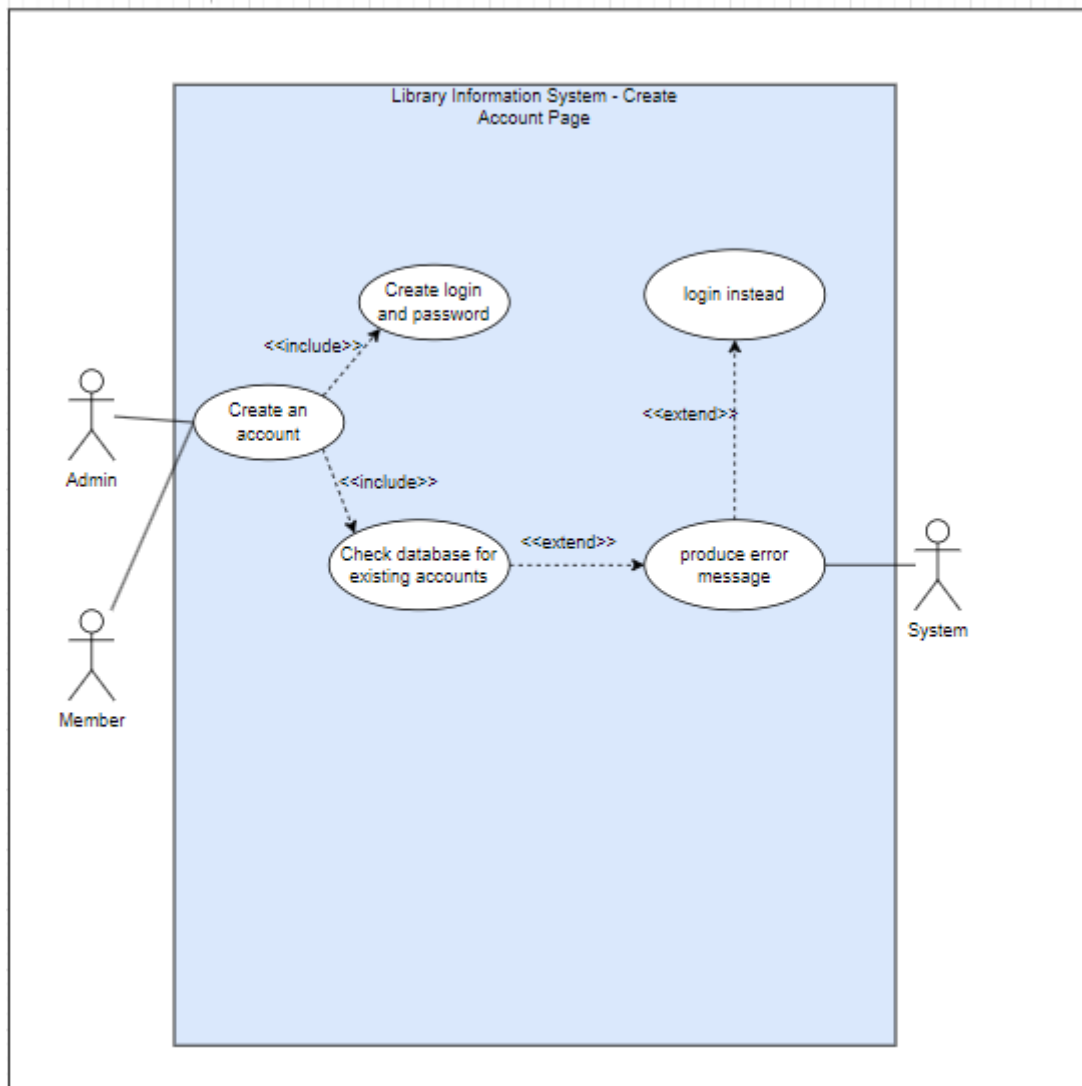 Library Information System - Create
Account Page
Create login
and password
login instead
<<include>>
Create an
account
<<extend>>
Admin
<<include>>
Check database for
existing accounts
<<extend>>
produce error
message
System
Member